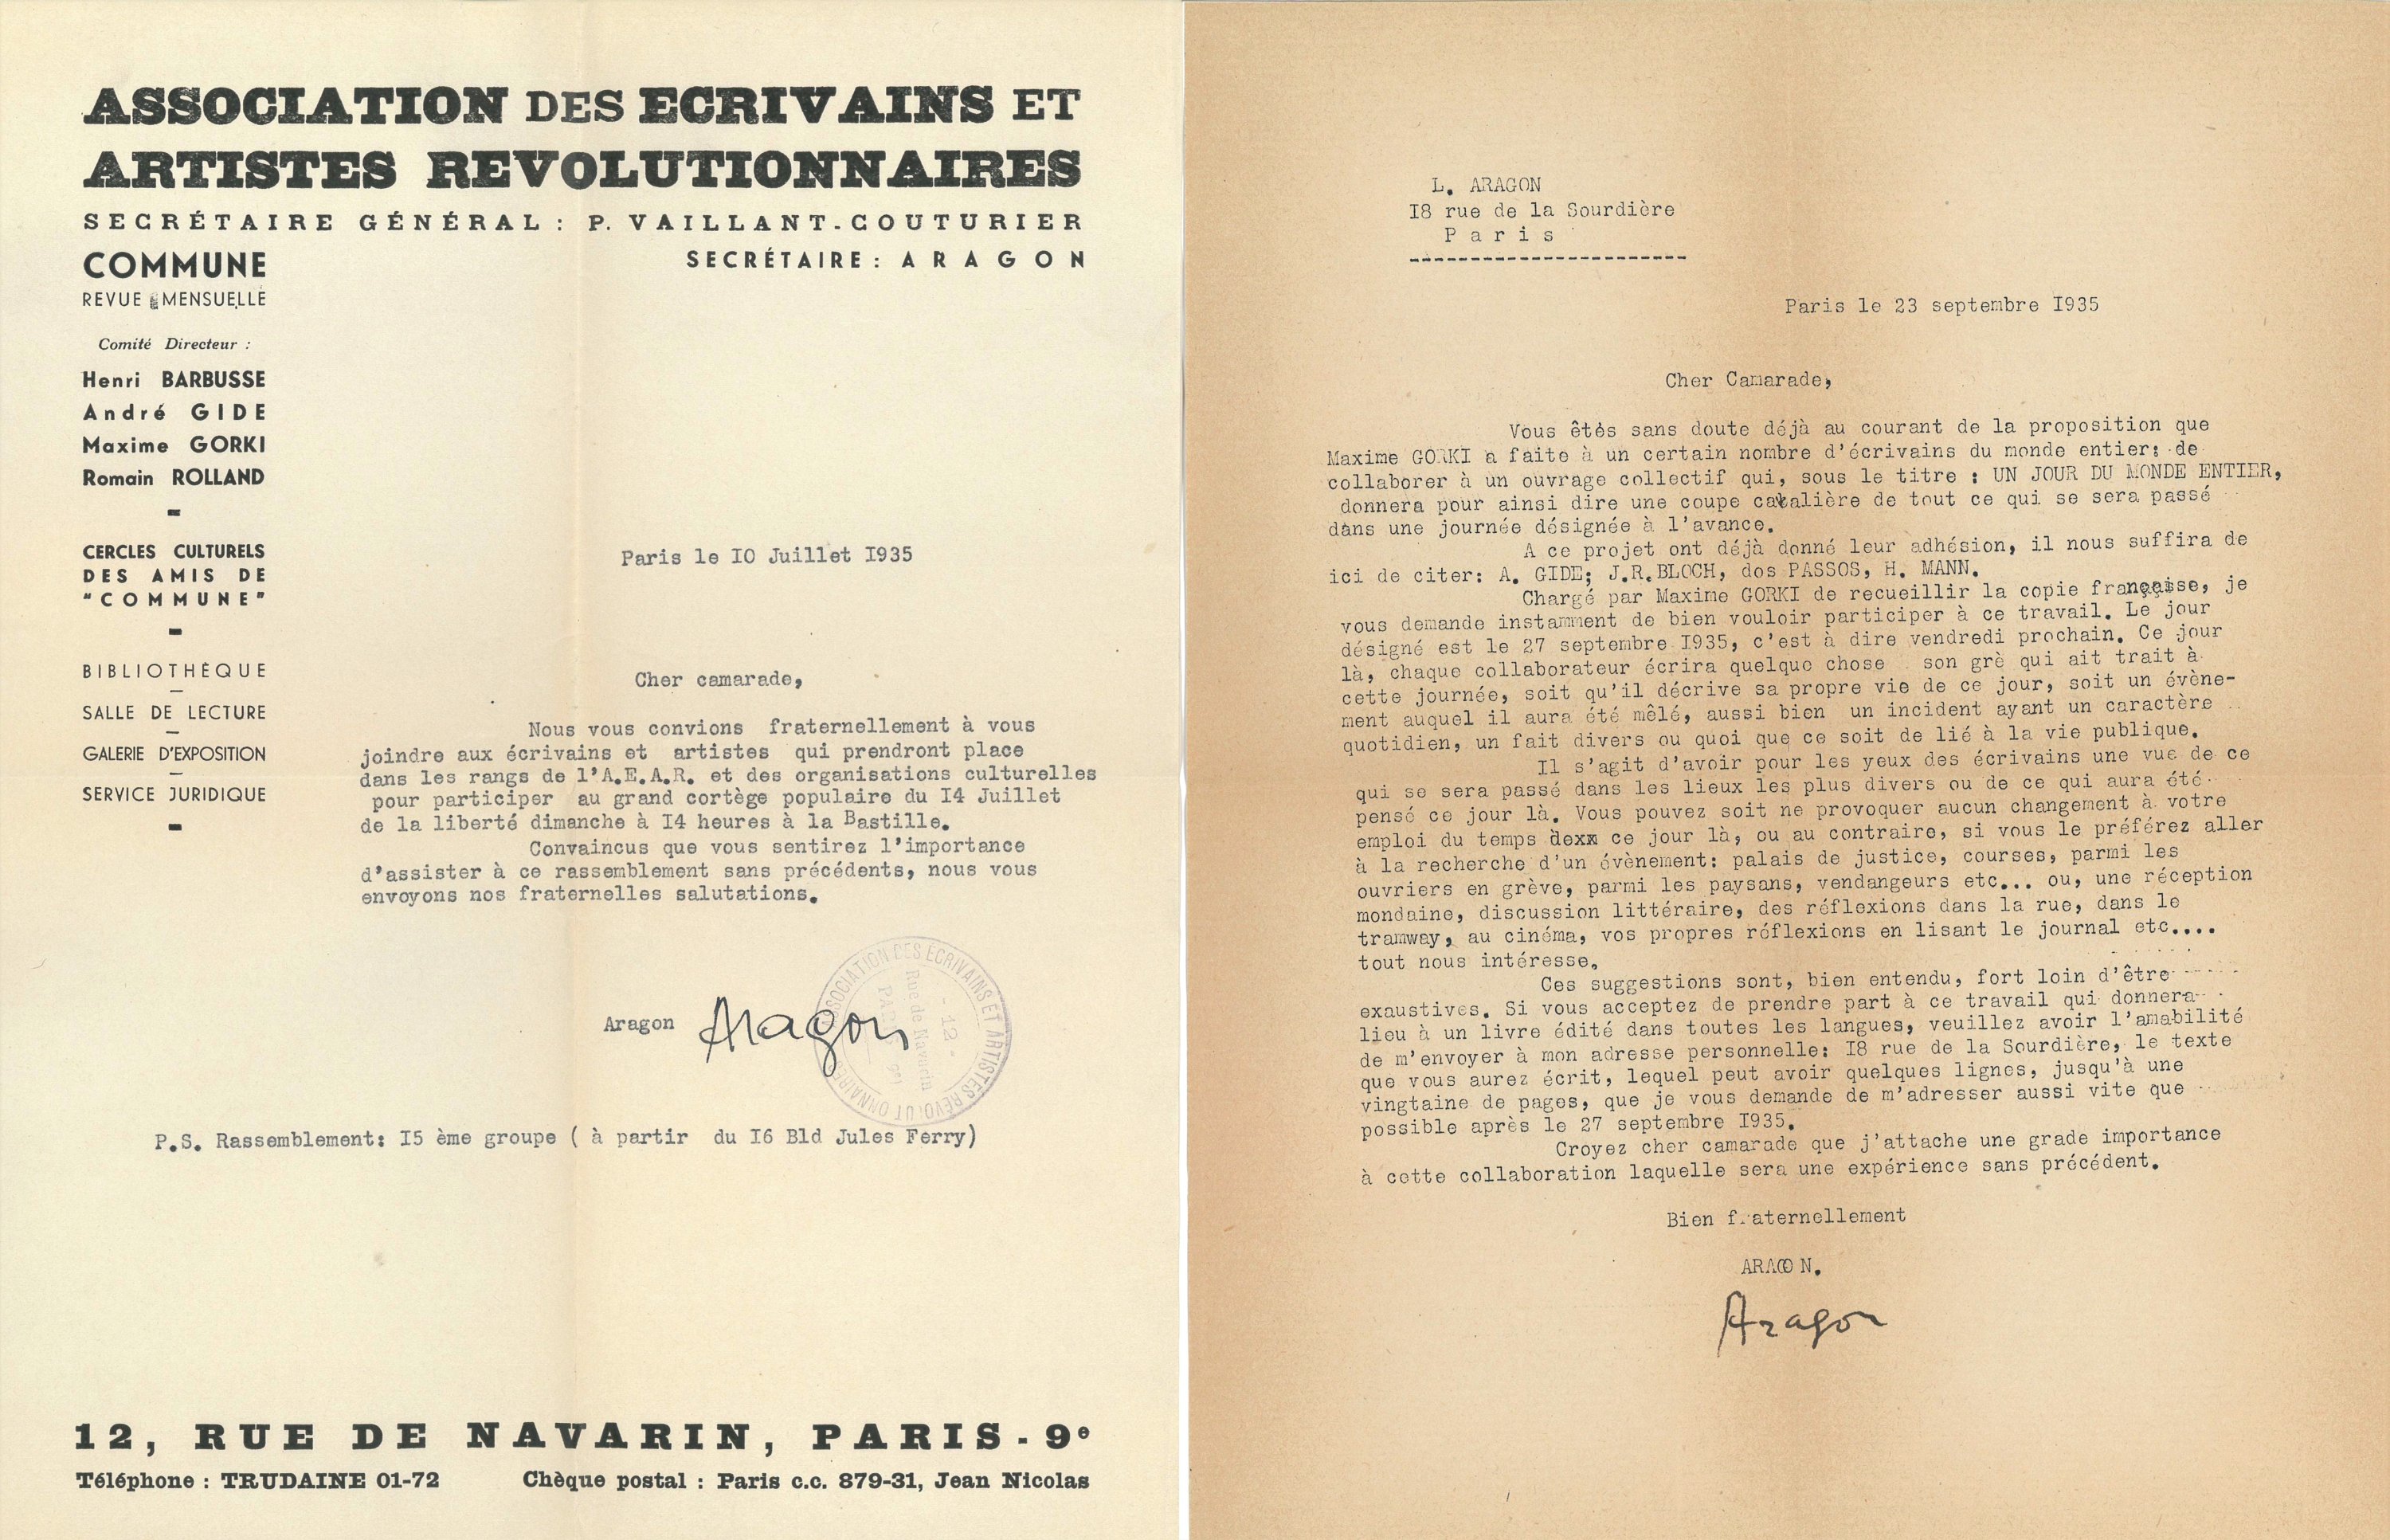 ASSOCIATION DES ECRIVAINS ET
ARTISTES REVOLUTIONNAIRES
SECRÉTAIRE GÉNÉRAL : P. VAILLANT-COUTURIER
SECRÉTAIRE : ARAGON
COMMUNE
REVUE MENSUELLE
Comité Directeur :
Henri BARBUSSE
André GIDE
Maxime GORKI
Romain ROLLAND
CERCLES CULTURELS
DES AMIS DE
"COMMUNE"
BIBLIOTHÈQUE
SALLE DE LECTURE
GALERIE D'EXPOSITION
SERVICE JURIDIQUE
Paris le I0 Juillet I935
Cher camarade,
Nous vous convions fraternellement à vous
joindre aux écrivains et artistes qui prendront place
dans les rangs de l'A.E.A.R. et des organisations culturelles
pour participer au grand cortège populaire du I4 Juillet
de la liberté dimanche à I4 heures à la Bastille.
Convaincus que vous sentirez l'importance
d'assister à ce rassemblement sans précédents, nous vous
envoyons nos fraternelles salutations.
Aragon Aragon
ASSOCIATION DES ECRIVAINS ET ARTISTES RÉVOLUTIONNAIRES
- 12 -
Rue de Navarin
P.S. Rassemblement: I5 ème groupe ( à partir du I6 Bld Jules Ferry)
12, RUE DE NAVARIN, PARIS-9e
Téléphone : TRUDAINE 01-72 Chèque postal : Paris c.c. 879-31, Jean Nicolas
L. ARAGON
I8 rue de la Sourdière
Paris
-----------------------
Paris le 23 septembre I935
Cher Camarade,
Vous êtês sans doute déjà au courant de la proposition que
Maxime GORKI a faite à un certain nombre d'écrivains du monde entier: de
collaborer à un ouvrage collectif qui, sous le titre : UN JOUR DU MONDE ENTIER,
donnera pour ainsi dire une coupe cavalière de tout ce qui se sera passé
dans une journée désignée à l'avance.
A ce projet ont déjà donné leur adhésion, il nous suffira de
ici de citer: A. GIDE; J.R.BLOCH, dos PASSOS, H. MANN.
Chargé par Maxime GORKI de recueillir la copie française, je
vous demande instamment de bien vouloir participer à ce travail. Le jour
désigné est le 27 septembre I935, c'est à dire vendredi prochain. Ce jour
là, chaque collaborateur écrira quelque chose son grè qui ait trait à
cette journée, soit qu'il décrive sa propre vie de ce jour, soit un évène-
ment auquel il aura été mêlé, aussi bien un incident ayant un caractère
quotidien, un fait divers ou quoi que ce soit de lié à la vie publique.
Il s'agit d'avoir pour les yeux des écrivains une vue de ce
qui se sera passé dans les lieux les plus divers ou de ce qui aura été
pensé ce jour là. Vous pouvez soit ne provoquer aucun changement à votre
emploi du temps dexx ce jour là, ou au contraire, si vous le préférez aller
à la recherche d'un évènement: palais de justice, courses, parmi les
ouvriers en grève, parmi les paysans, vendangeurs etc... ou, une réception
mondaine, discussion littéraire, des réflexions dans la rue, dans le
tramway, au cinéma, vos propres réflexions en lisant le journal etc....
tout nous intéresse.
Ces suggestions sont, bien entendu, fort loin d'être
exaustives. Si vous acceptez de prendre part à ce travail qui donnera
lieu à un livre édité dans toutes les langues, veuillez avoir l'amabilité
de m'envoyer à mon adresse personnelle: I8 rue de la Sourdière, le texte
que vous aurez écrit, lequel peut avoir quelques lignes, jusqu'à une
vingtaine de pages, que je vous demande de m'adresser aussi vite que
possible après le 27 septembre I935.
Croyez cher camarade que j'attache une grade importance
à cette collaboration laquelle sera une expérience sans précédent.
Bien fraternellement
ARAGON.
Aragon